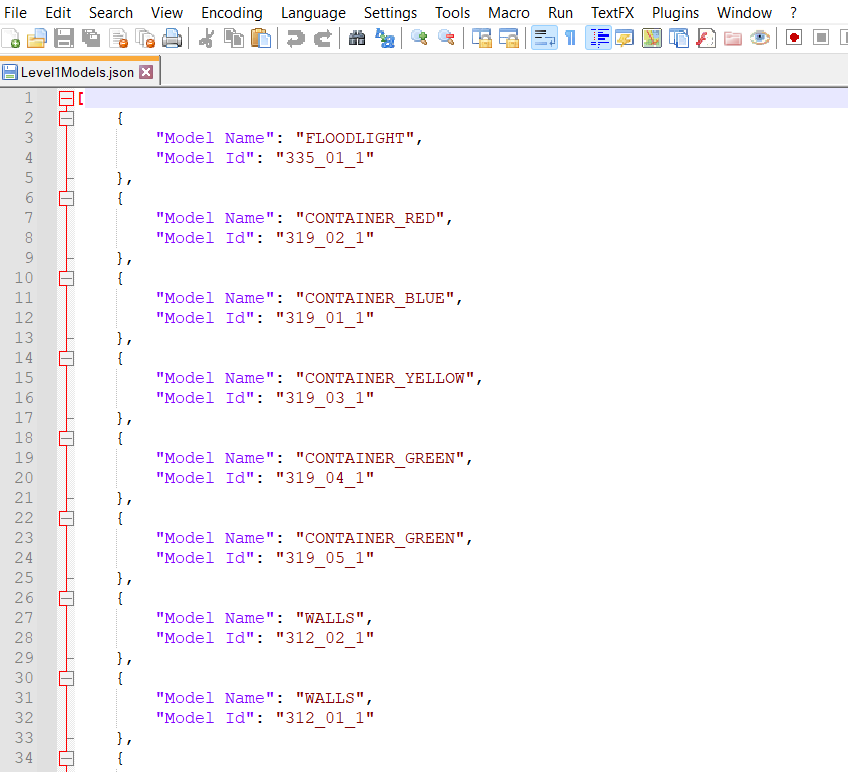 File Edit Search View Encoding Language Settings Tools Macro Run TextFX Plugins Window ?
Level1Models.json
1 [
2 {
3 "Model Name": "FLOODLIGHT",
4 "Model Id": "335_01_1"
5 },
6 {
7 "Model Name": "CONTAINER_RED",
8 "Model Id": "319_02_1"
9 },
10 {
11 "Model Name": "CONTAINER_BLUE",
12 "Model Id": "319_01_1"
13 },
14 {
15 "Model Name": "CONTAINER_YELLOW",
16 "Model Id": "319_03_1"
17 },
18 {
19 "Model Name": "CONTAINER_GREEN",
20 "Model Id": "319_04_1"
21 },
22 {
23 "Model Name": "CONTAINER_GREEN",
24 "Model Id": "319_05_1"
25 },
26 {
27 "Model Name": "WALLS",
28 "Model Id": "312_02_1"
29 },
30 {
31 "Model Name": "WALLS",
32 "Model Id": "312_01_1"
33 },
34 {